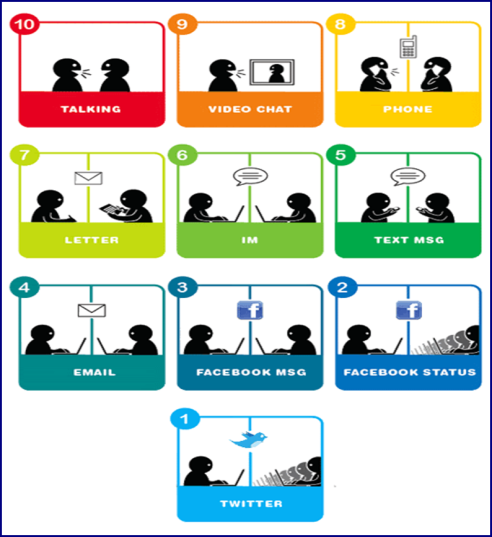 10
TALKING
9
VIDEO CHAT
8
PHONE
7
LETTER
6
IM
5
TEXT MSG
4
EMAIL
3
f
FACEBOOK MSG
2
f
FACEBOOK STATUS
1
TWITTER